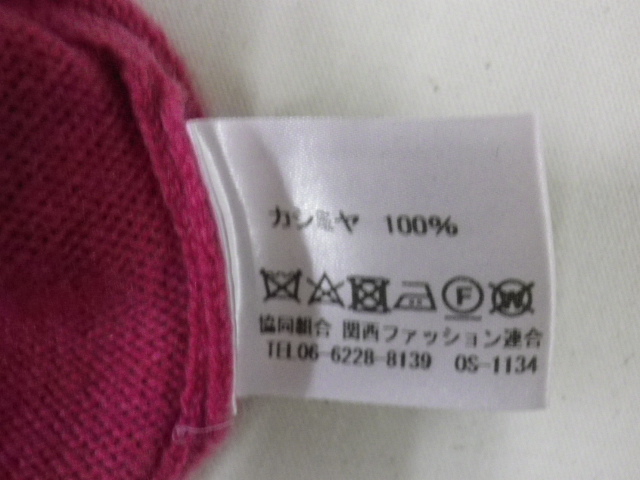 カシミヤ 100%
F W
協同組合 関西ファッション連合
TEL06-6228-8139 OS-1134